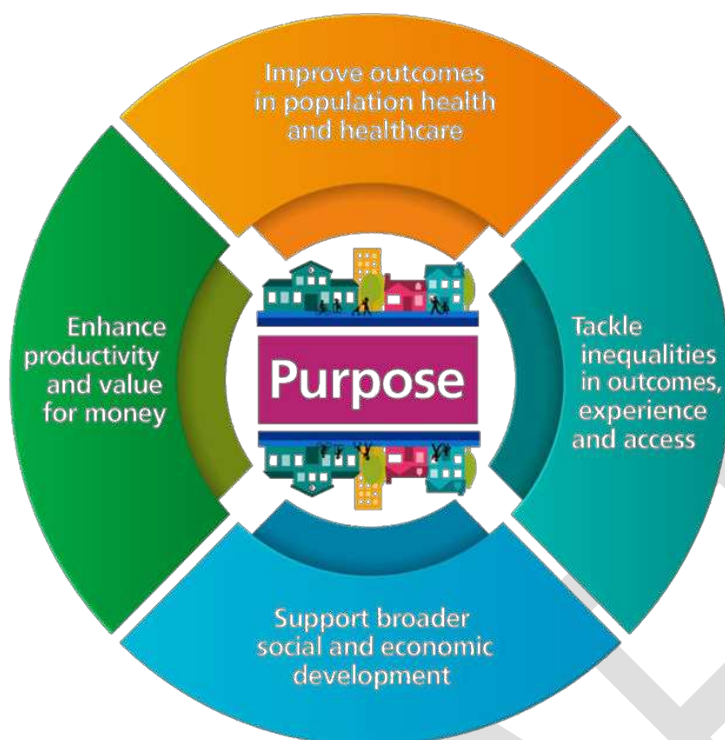 Improve outcomes
in population health
and healthcare
Enhance
productivity
and value
for money
Purpose
Tackle
inequalities
in outcomes,
experience
and access
Support broader
social and economic
development